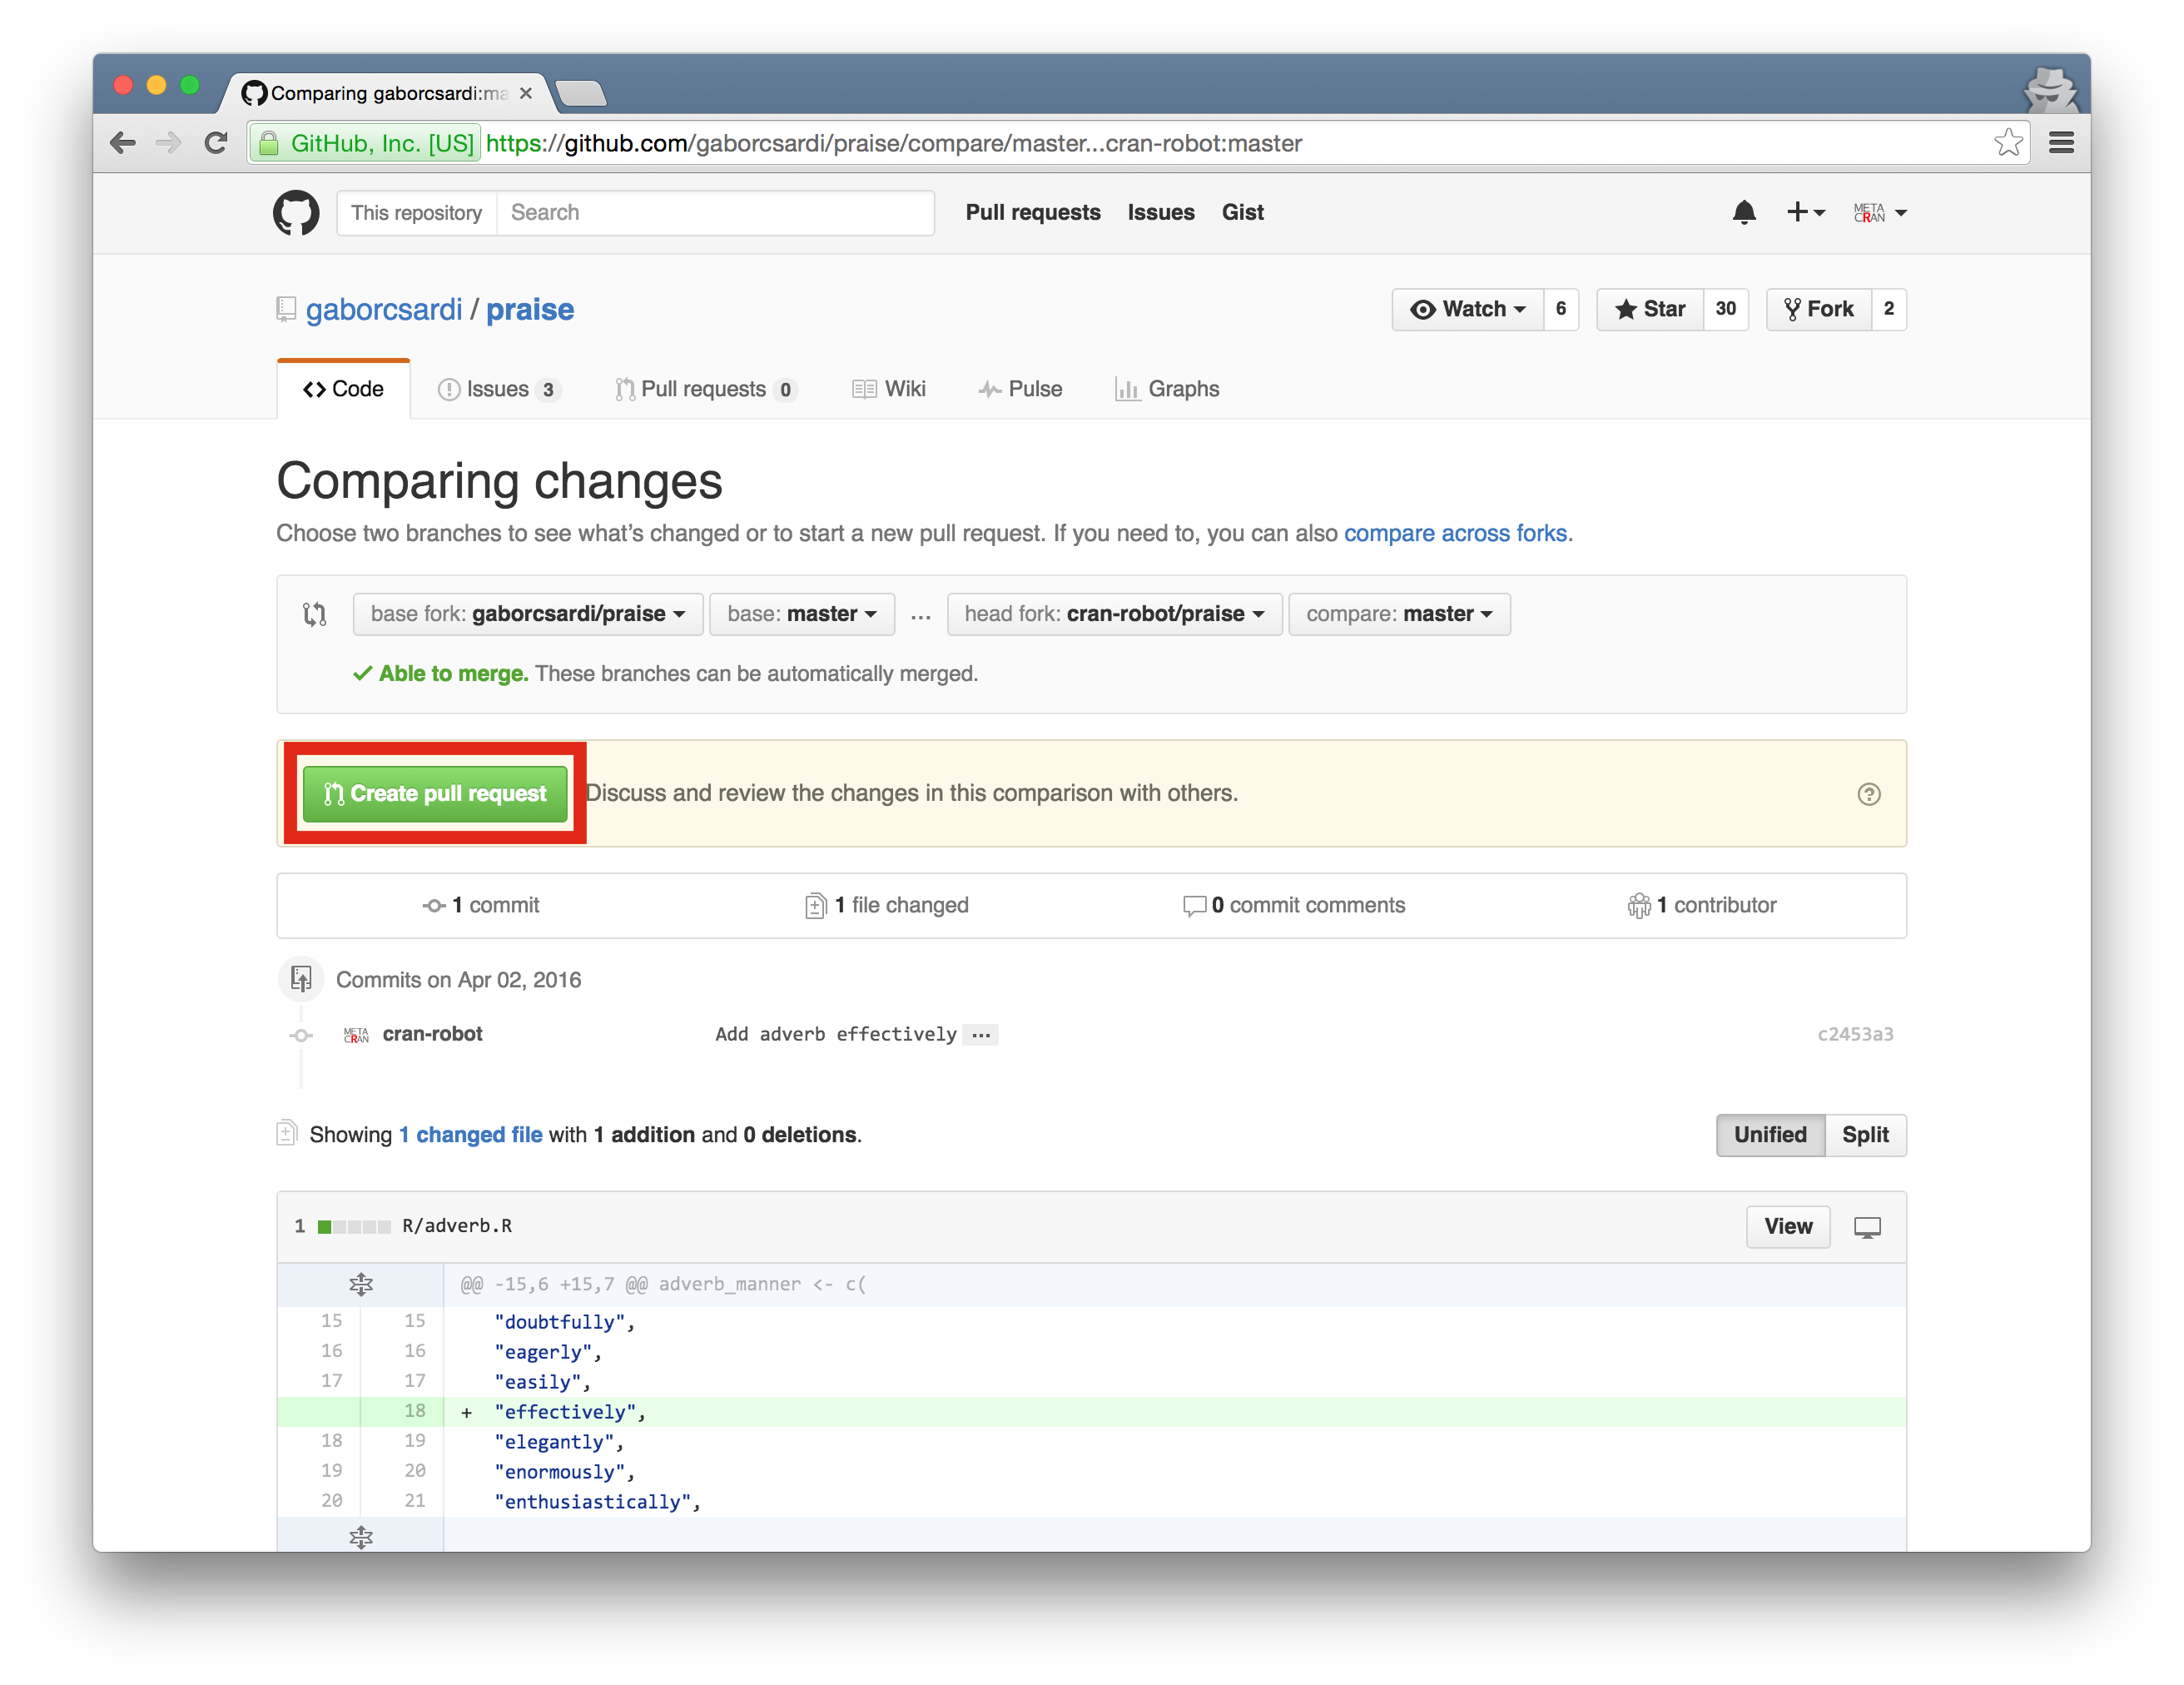 Comparing gaborcsardi:ma
GitHub, Inc. [US] https://github.com/gaborcsardi/praise/compare/master...cran-robot:master
This repository Search Pull requests Issues Gist META CRAN
gaborcsardi / praise Watch 6 Star 30 Fork 2
Code Issues 3 Pull requests 0 Wiki Pulse Graphs
Comparing changes
Choose two branches to see what's changed or to start a new pull request. If you need to, you can also compare across forks.
base fork: gaborcsardi/praise base: master ... head fork: cran-robot/praise compare: master
Able to merge. These branches can be automatically merged.
Create pull request Discuss and review the changes in this comparison with others.
1 commit 1 file changed 0 commit comments 1 contributor
Commits on Apr 02, 2016
META CRAN cran-robot Add adverb effectively ... c2453a3
Showing 1 changed file with 1 addition and 0 deletions. Unified Split
1 R/adverb.R View
@@ -15,6 +15,7 @@ adverb_manner <- c(
15 15 "doubtfully",
16 16 "eagerly",
17 17 "easily",
18 + "effectively",
18 19 "elegantly",
19 20 "enormously",
20 21 "enthusiastically",